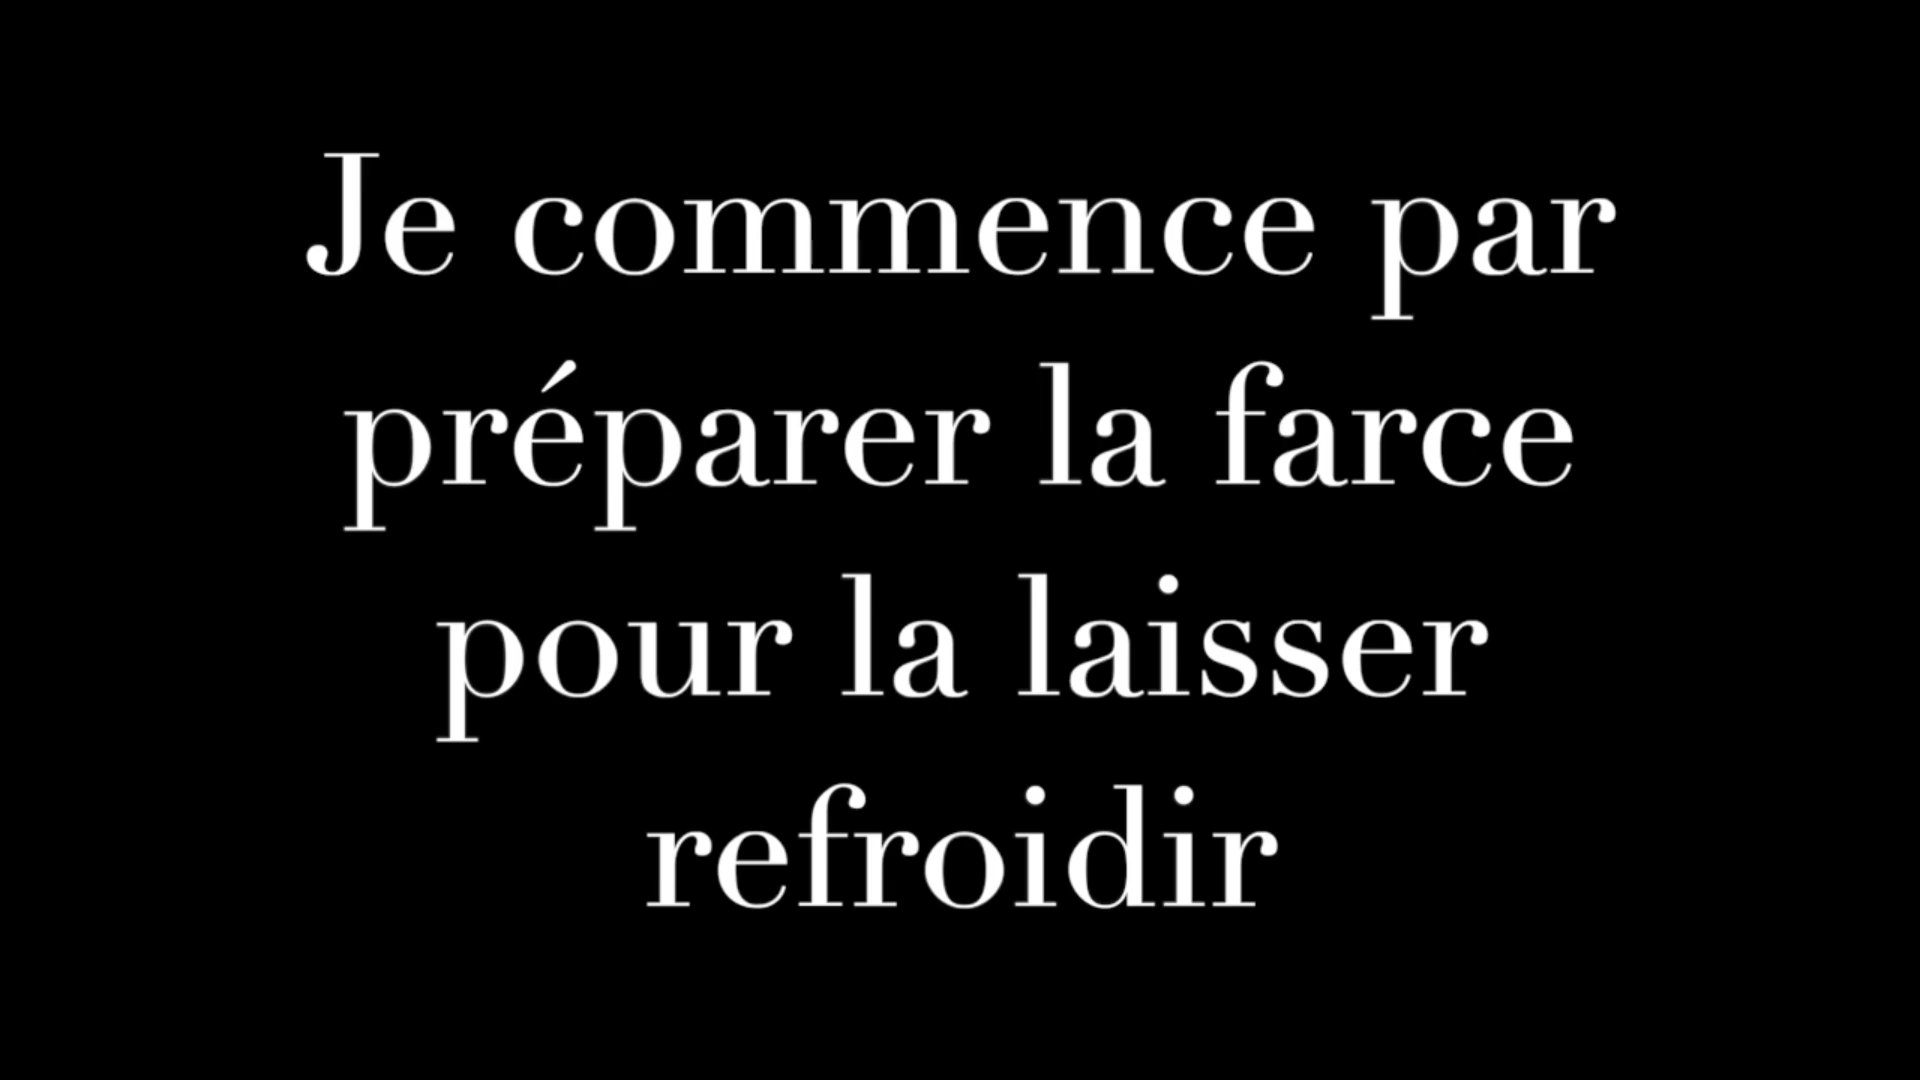 Je commence par
préparer la farce
pour la laisser
refroidir